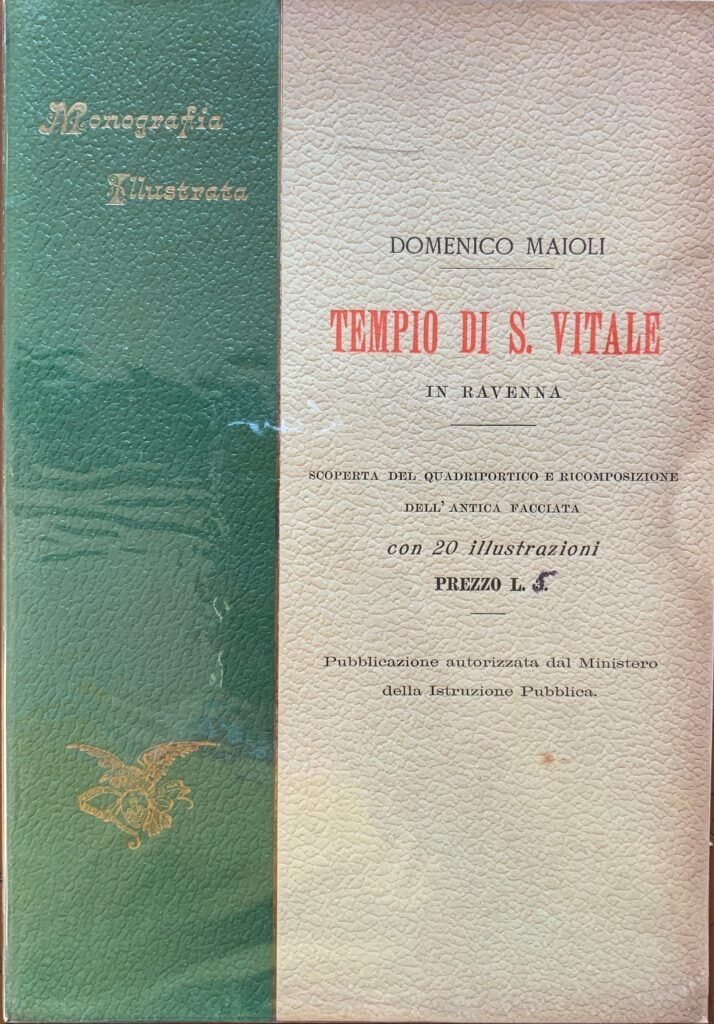 Monografia
Illustrata
DOMENICO MAIOLI
TEMPIO DI S. VITALE
IN RAVENNA
SCOPERTA DEL QUADRIPORTICO E RICOMPOSIZIONE
DELL' ANTICA FACCIATA
con 20 illustrazioni
PREZZO L. 5.
Pubblicazione autorizzata dal Ministero
della Istruzione Pubblica.